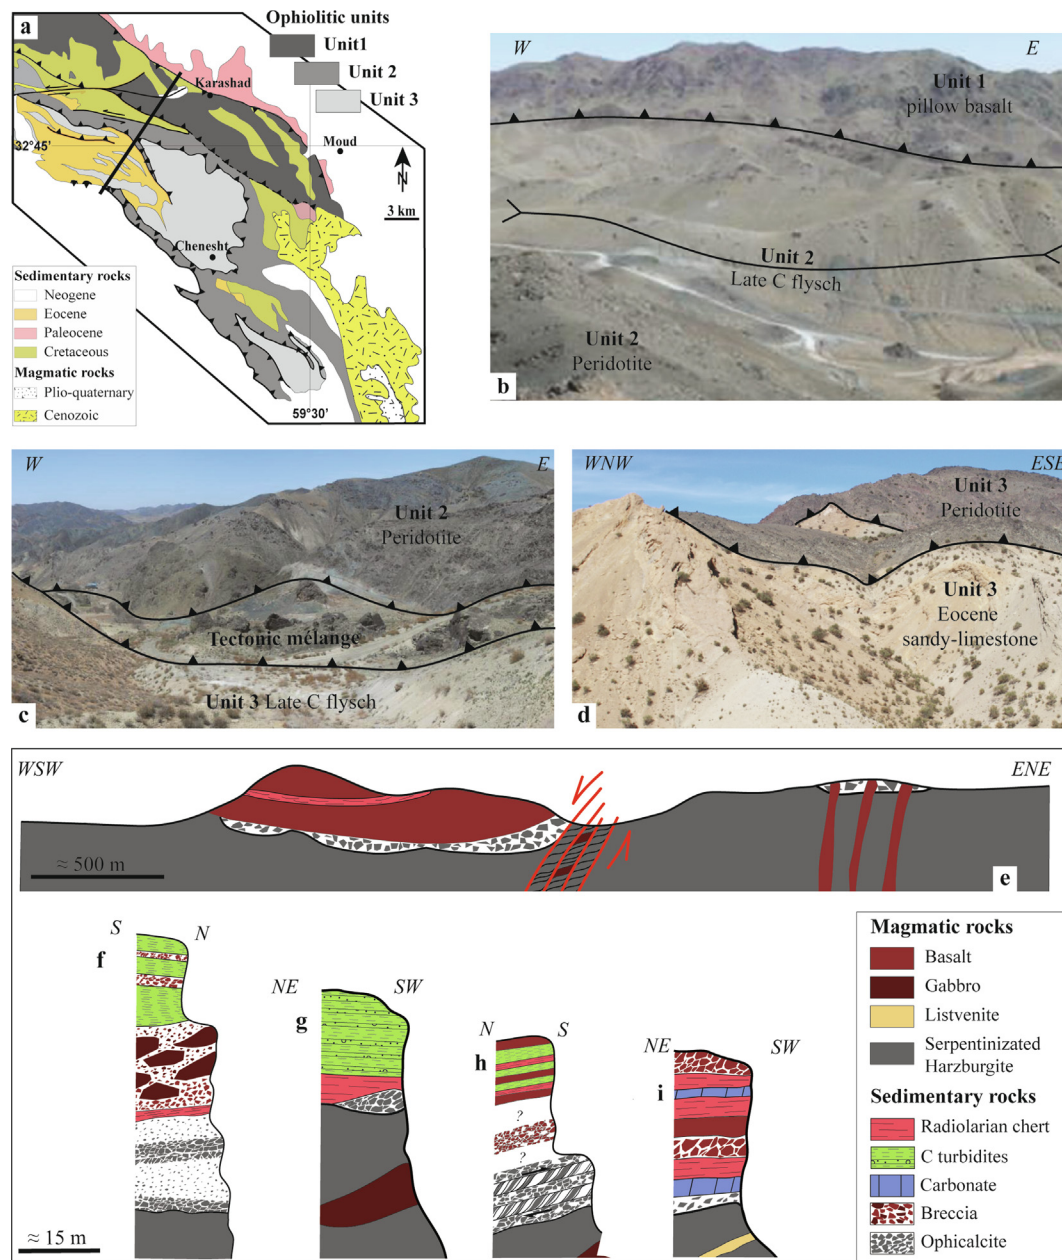 a
Ophiolitic units
Unit1
Unit 2
Unit 3
Karashad
Moud
32°45'
N
3 km
Chenesht
59°30'
Sedimentary rocks
Neogene
Eocene
Paleocene
Cretaceous
Magmatic rocks
Plio-quaternary
Cenozoic
W
E
Unit 1
pillow basalt
Unit 2
Late C flysch
Unit 2
Peridotite
b
W
E
Unit 2
Peridotite
Tectonic mélange
Unit 3 Late C flysch
c
WNW
ESE
Unit 3
Peridotite
Unit 3
Eocene
sandy-limestone
d
WSW
ENE
≈ 500 m
e
S
N
f
NE
SW
g
N
S
h
?
?
NE
SW
i
≈ 15 m
Magmatic rocks
Basalt
Gabbro
Listvenite
Serpentinizated
Harzburgite
Sedimentary rocks
Radiolarian chert
C turbidites
Carbonate
Breccia
Ophicalcite